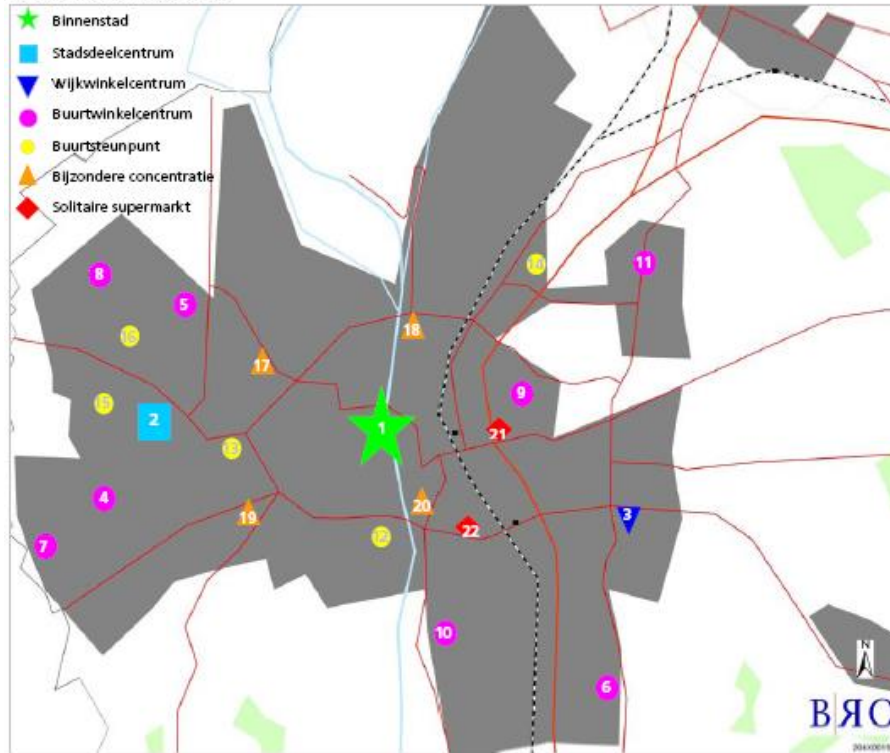 Binnenstad
Stadsdeelcentrum
Wijkwinkelcentrum
Buurtwinkelcentrum
Buurtsteunpunt
Bijzondere concentratie
Solitaire supermarkt
8
5
16
14
11
18
17
9
15
2
1
21
13
4
20
3
19
22
12
7
10
6
N
BRO